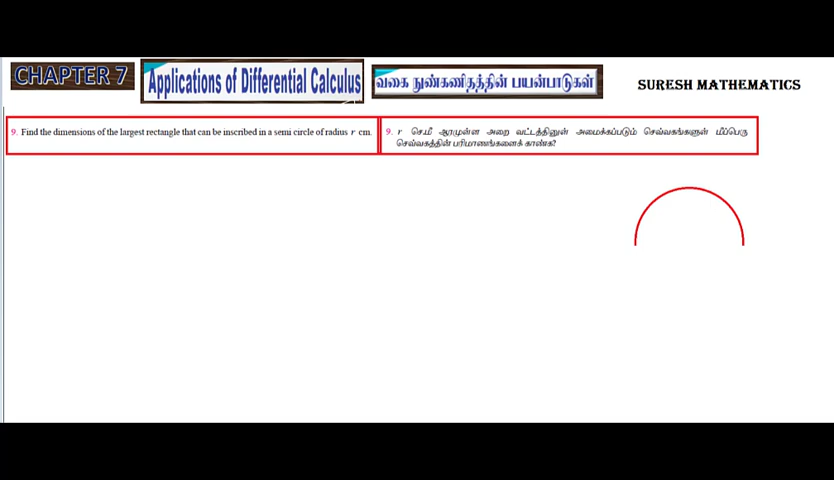 CHAPTER 7
Applications of Differential Calculus
வகை நுண்கணிதத்தின் பயன்பாடுகள்
SURESH MATHEMATICS
9. Find the dimensions of the largest rectangle that can be inscribed in a semi circle of radius r cm.
9. r செ.மீ ஆரமுள்ள அறை வட்டத்தினுள் அமைக்கப்படும் செவ்வகங்களுள் மீப்பெரு
செவ்வகத்தின் பரிமாணங்களைக் காண்க?